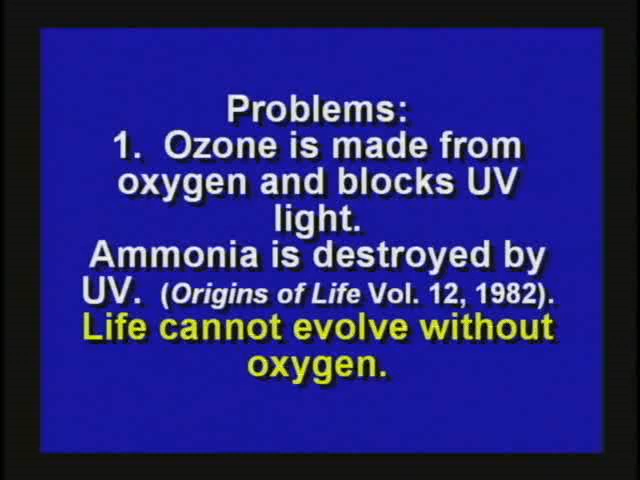 Problems:
1. Ozone is made from
oxygen and blocks UV
light.
Ammonia is destroyed by
UV. (Origins of Life Vol. 12, 1982).
Life cannot evolve without
oxygen.